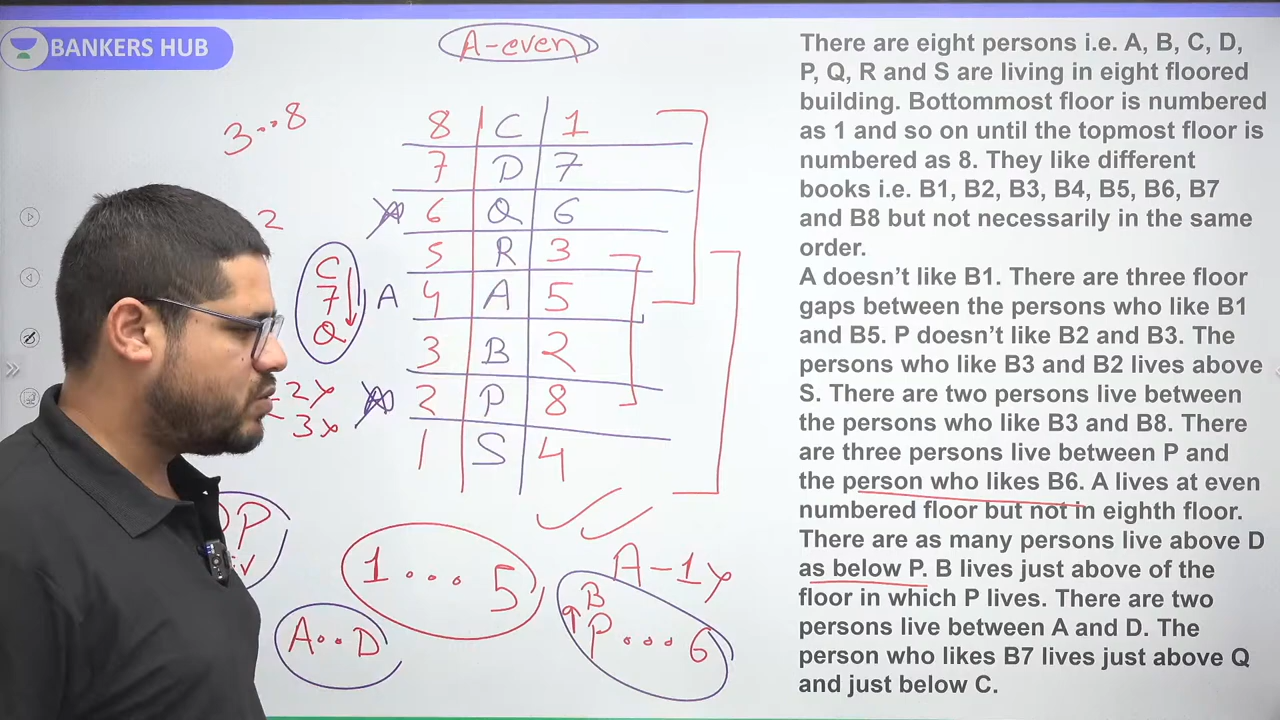 BANKERS HUB
A-even
3...8
2
C
7
Q
A
2x
3x
8 C 1
7 D 7
6 Q 6
5 R 3
4 A 5
3 B 2
2 P 8
1 S 4
P
iv
1 ... 5
A..D
A-1x
B
P...6
There are eight persons i.e. A, B, C, D,
P, Q, R and S are living in eight floored
building. Bottommost floor is numbered
as 1 and so on until the topmost floor is
numbered as 8. They like different
books i.e. B1, B2, B3, B4, B5, B6, B7
and B8 but not necessarily in the same
order.
A doesn't like B1. There are three floor
gaps between the persons who like B1
and B5. P doesn't like B2 and B3. The
persons who like B3 and B2 lives above
S. There are two persons live between
the persons who like B3 and B8. There
are three persons live between P and
the person who likes B6. A lives at even
numbered floor but not in eighth floor.
There are as many persons live above D
as below P. B lives just above of the
floor in which P lives. There are two
persons live between A and D. The
person who likes B7 lives just above Q
and just below C.